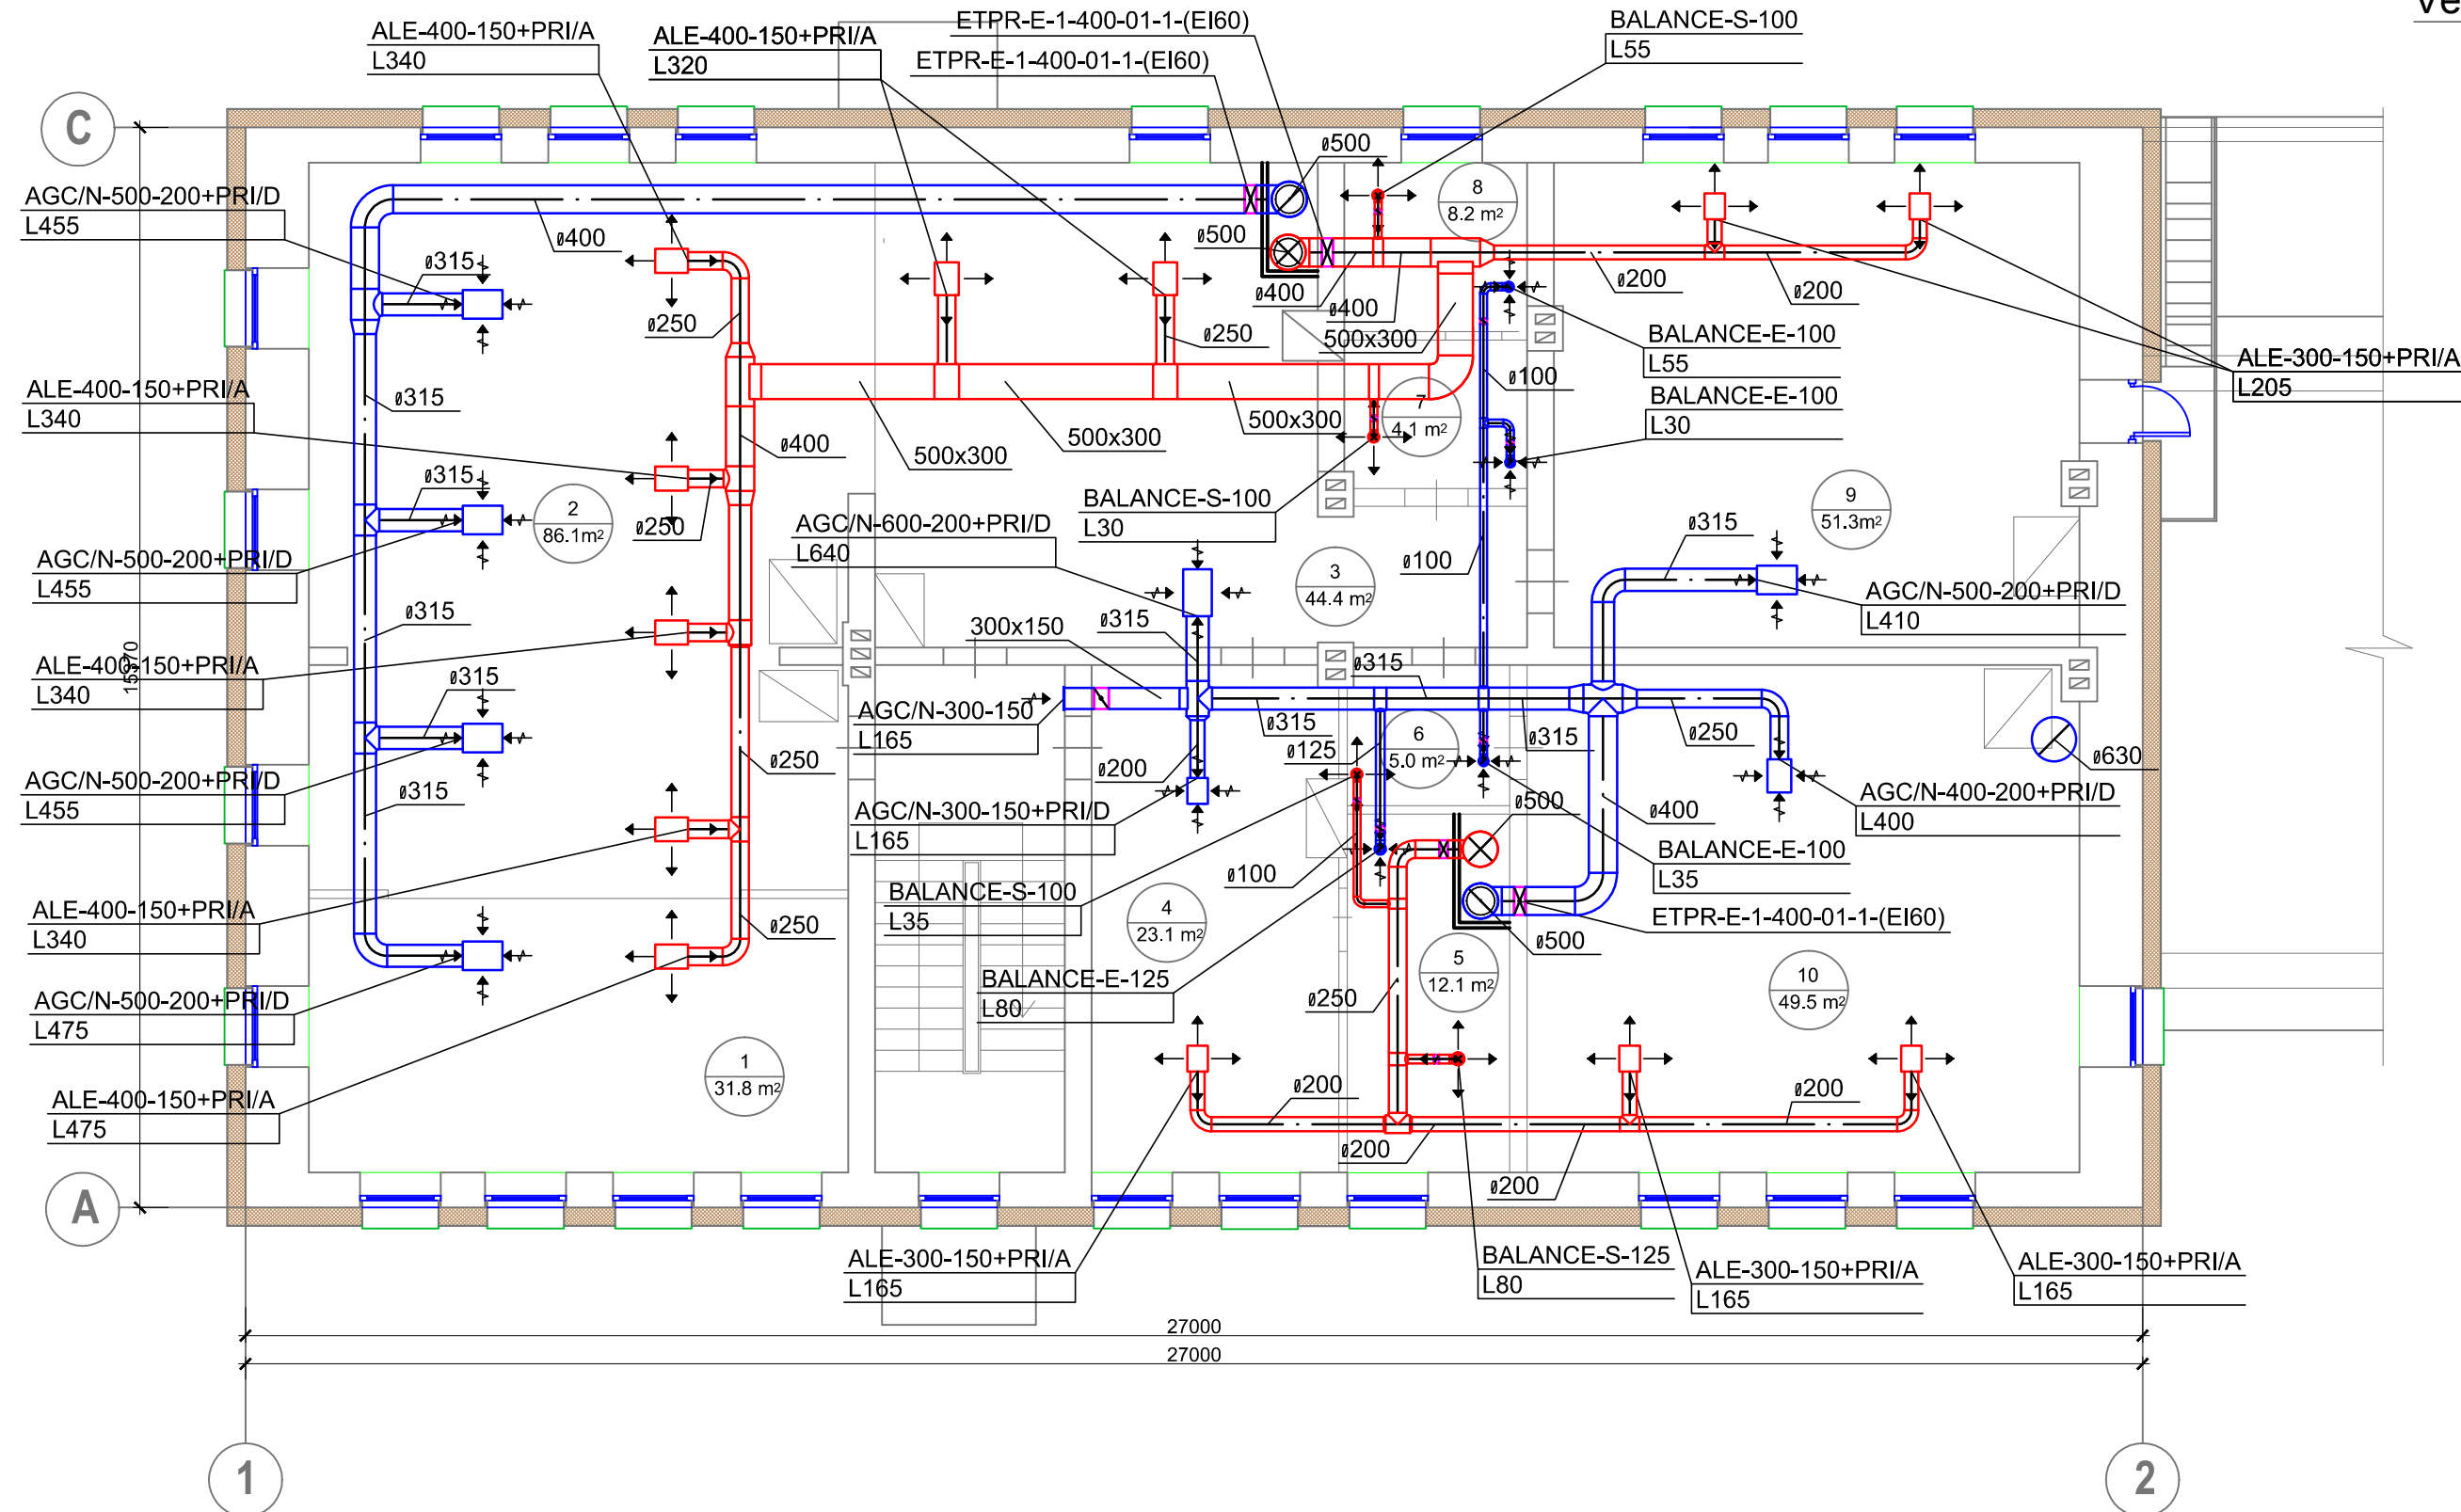 Ve
ETPR-E-1-400-01-1-(EI60)
BALANCE-S-100
L55
ALE-400-150+PRI/A
L340
ALE-400-150+PRI/A
L320
ETPR-E-1-400-01-1-(EI60)
C
ø500
8
8.2 m²
AGC/N-500-200+PRI/D
L455
ø400
ø500
ø315
ø400
ø200
ø200
ø400
ø250
ø250
500x300
BALANCE-E-100
L55
ALE-300-150+PRI/A
L205
ALE-400-150+PRI/A
L340
ø315
ø100
7
4.1 m²
BALANCE-E-100
L30
500x300
500x300
ø400
500x300
ø315
BALANCE-S-100
L30
9
51.3m²
2
86.1m²
ø250
AGC/N-600-200+PRI/D
L640
ø315
AGC/N-500-200+PRI/D
L455
ø100
3
44.4 m²
AGC/N-500-200+PRI/D
L410
ø315
300x150
ø315
15370
ALE-400-150+PRI/A
L340
ø315
ø315
AGC/N-300-150
L165
ø315
6
5.0 m²
ø315
ø250
ø125
ø630
ø250
ø200
AGC/N-500-200+PRI/D
L455
ø315
AGC/N-300-150+PRI/D
L165
ø500
ø400
AGC/N-400-200+PRI/D
L400
BALANCE-E-100
L35
ø100
BALANCE-S-100
L35
ALE-400-150+PRI/A
L340
ø250
4
23.1 m²
ETPR-E-1-400-01-1-(EI60)
ø500
5
12.1 m²
10
49.5 m²
BALANCE-E-125
L80
AGC/N-500-200+PRI/D
L475
ø250
1
31.8 m²
ALE-400-150+PRI/A
L475
ø200
ø200
ø200
ø200
A
ALE-300-150+PRI/A
L165
BALANCE-S-125
L80
ALE-300-150+PRI/A
L165
ALE-300-150+PRI/A
L165
27000
27000
1
2